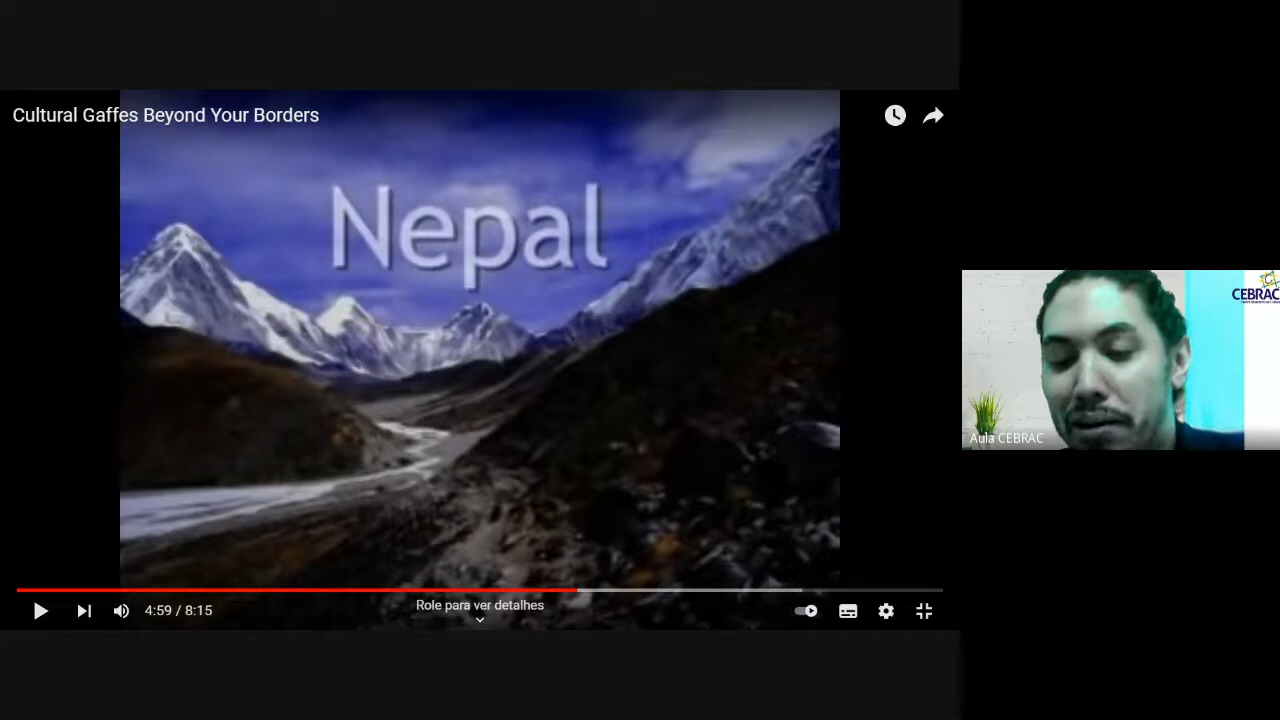 Cultural Gaffes Beyond Your Borders
Nepal
CEBRAC
Aula CEBRAC
4:59 / 8:15
Role para ver detalhes